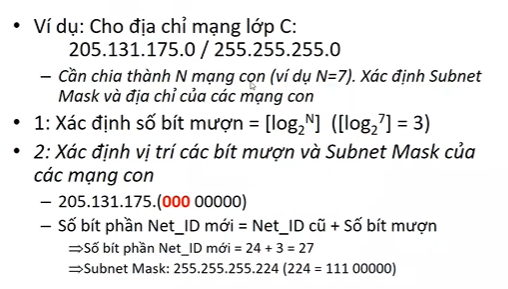 • Ví dụ: Cho địa chỉ mạng lớp C:
205.131.175.0 / 255.255.255.0
– Cần chia thành N mạng con (ví dụ N=7). Xác định Subnet
Mask và địa chỉ của các mạng con
• 1: Xác định số bít mượn = [log₂ᴺ] ([log₂⁷] = 3)
• 2: Xác định vị trí các bít mượn và Subnet Mask của
các mạng con
– 205.131.175.(000 00000)
– Số bít phần Net_ID mới = Net_ID cũ + Số bít mượn
⇒Số bít phần Net_ID mới = 24 + 3 = 27
⇒Subnet Mask: 255.255.255.224 (224 = 111 00000)